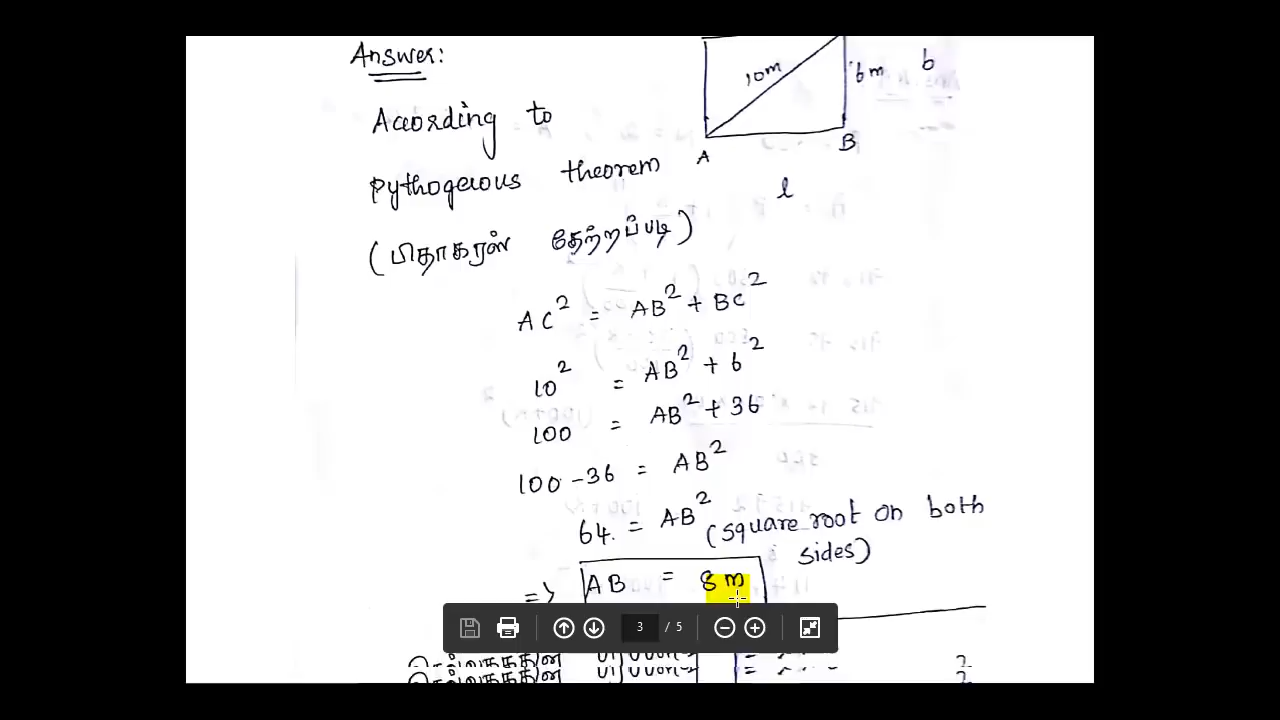 Answer:
10m
6m
b
According to
A
B
Pythogerous theorem
l
(பிதாகரஸ் தேற்றப்படி)
AC² = AB² + BC²
10² = AB² + 6²
100 = AB² + 36
100 - 36 = AB²
64. = AB² (square root on both
sides)
=> AB = 8 m
3 / 5